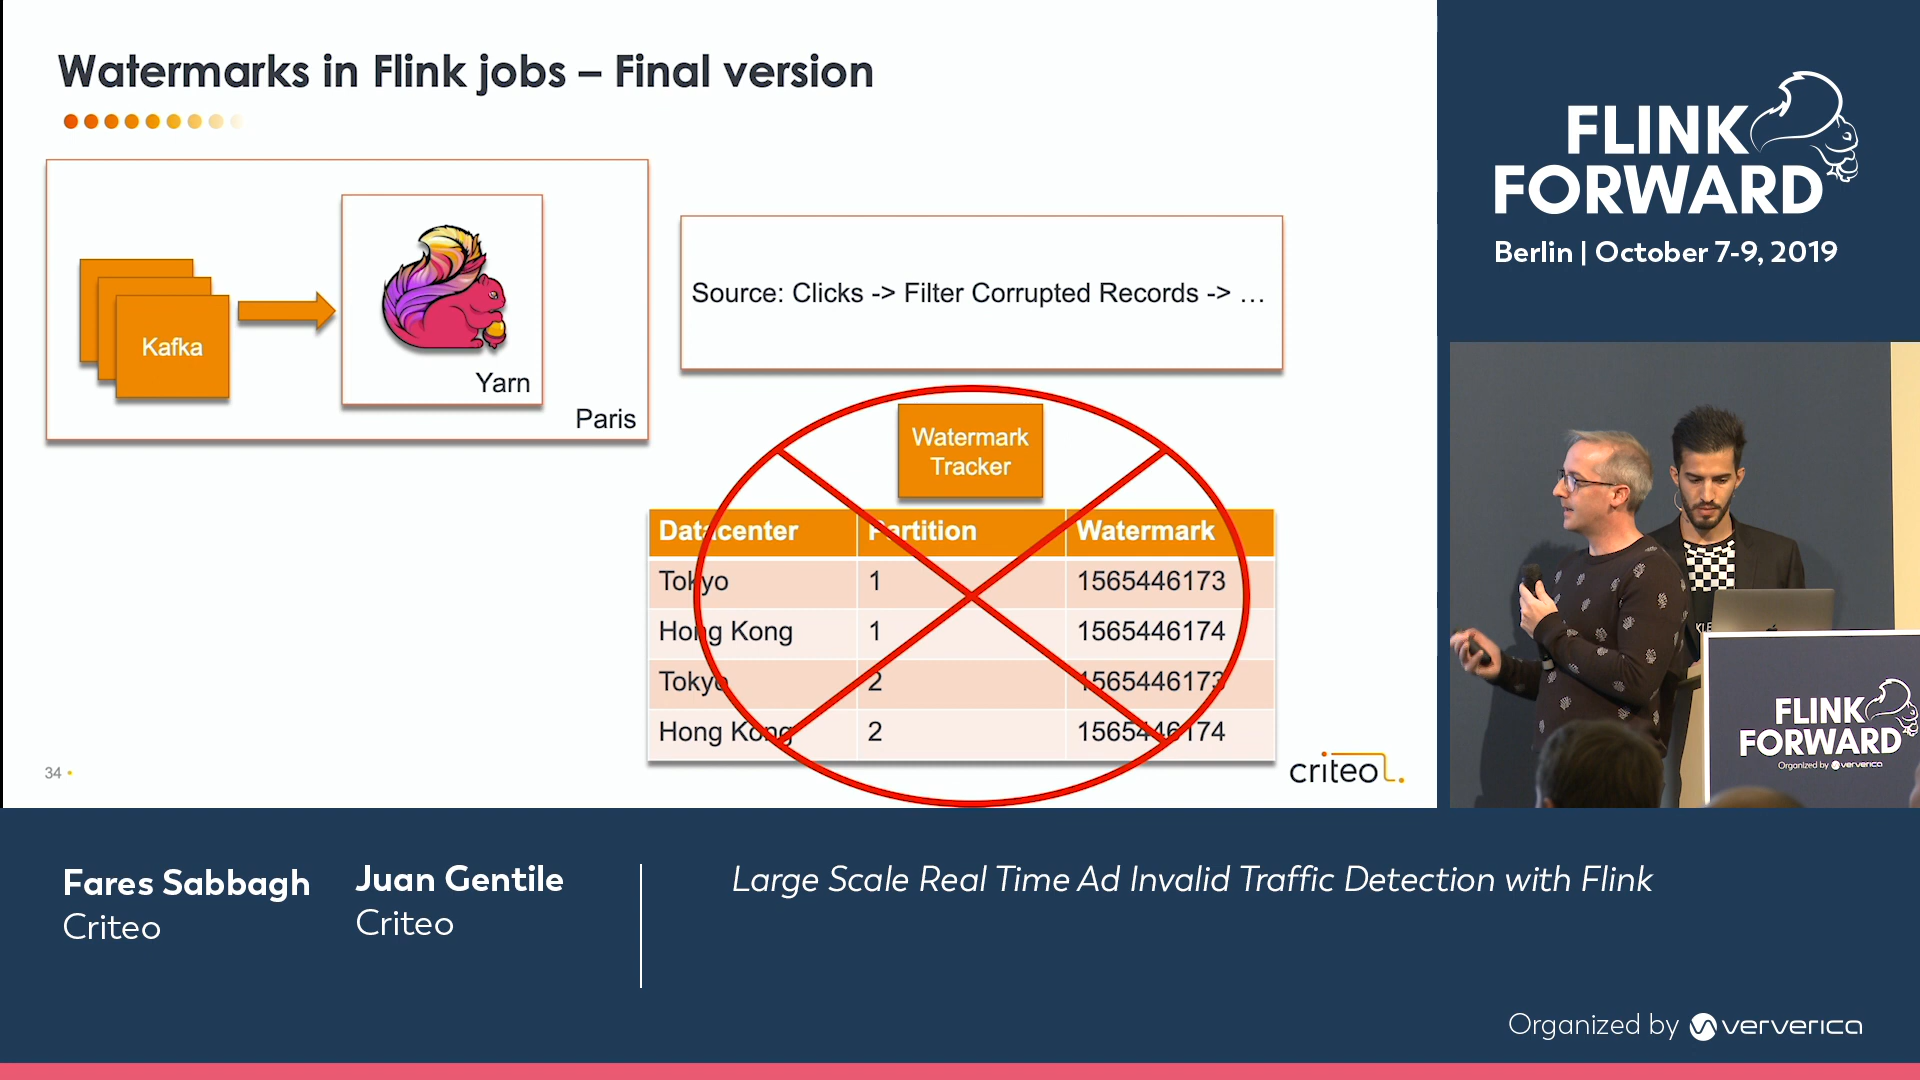 Watermarks in Flink jobs – Final version
Kafka
Yarn
Paris
Source: Clicks -> Filter Corrupted Records -> …
Watermark
Tracker
Datacenter Partition Watermark
Tokyo 1 1565446173
Hong Kong 1 1565446174
Tokyo 2 1565446173
Hong Kong 2 1565446174
34
criteo
FLINK
FORWARD
Berlin | October 7-9, 2019
FLINK
FORWARD
Organized by ververica
Fares Sabbagh
Criteo
Juan Gentile
Criteo
Large Scale Real Time Ad Invalid Traffic Detection with Flink
Organized by ververica